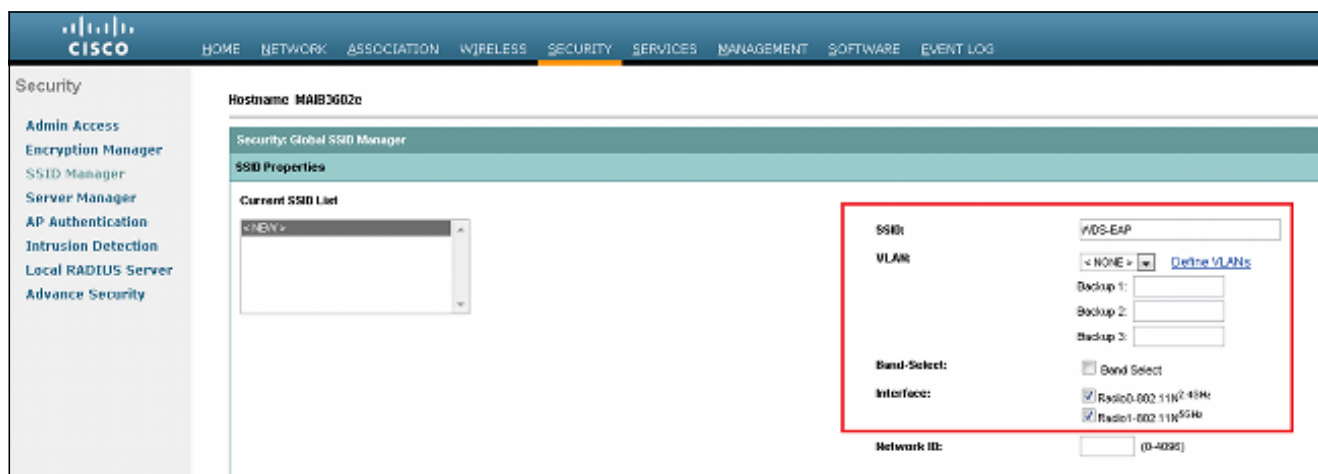 CISCO
HOME NETWORK ASSOCIATION WIRELESS SECURITY SERVICES MANAGEMENT SOFTWARE EVENT LOG
Security
Admin Access
Encryption Manager
SSID Manager
Server Manager
AP Authentication
Intrusion Detection
Local RADIUS Server
Advance Security
Hostname MAIB3602e
Security: Global SSID Manager
SSID Properties
Current SSID List
< NEW >
SSID: WDS-EAP
VLAN: < NONE > Define VLANs
Backup 1:
Backup 2:
Backup 3:
Band-Select: Band Select
Interface: Radio0-802.11N2.4GHz
Radio1-802.11N5GHz
Network ID: (0-4096)